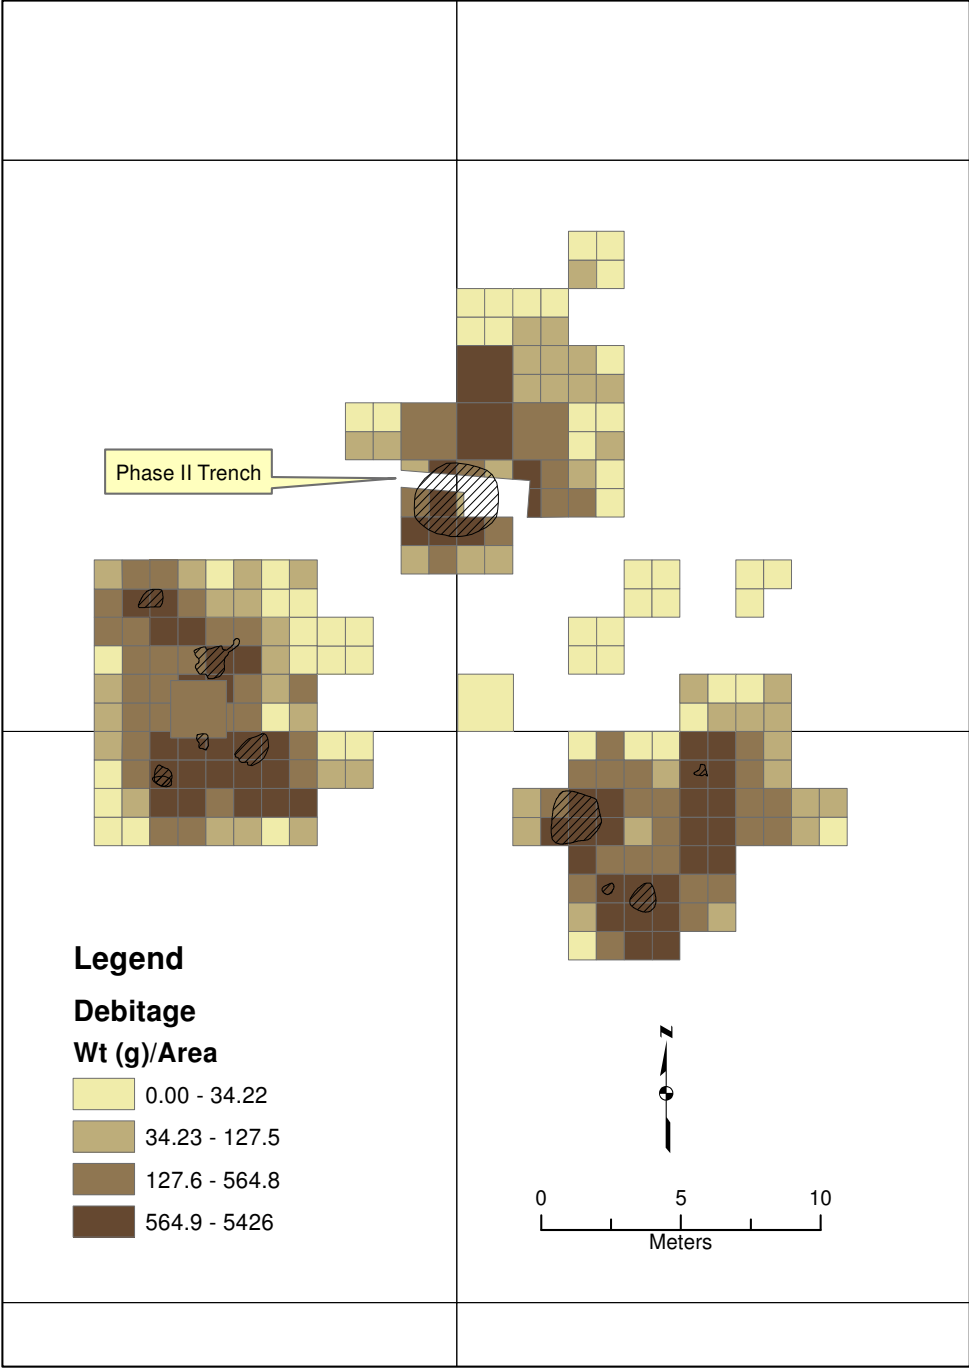 Phase II Trench
Legend
Debitage
Wt (g)/Area
0.00 - 34.22
34.23 - 127.5
127.6 - 564.8
564.9 - 5426
N
0 5 10
Meters